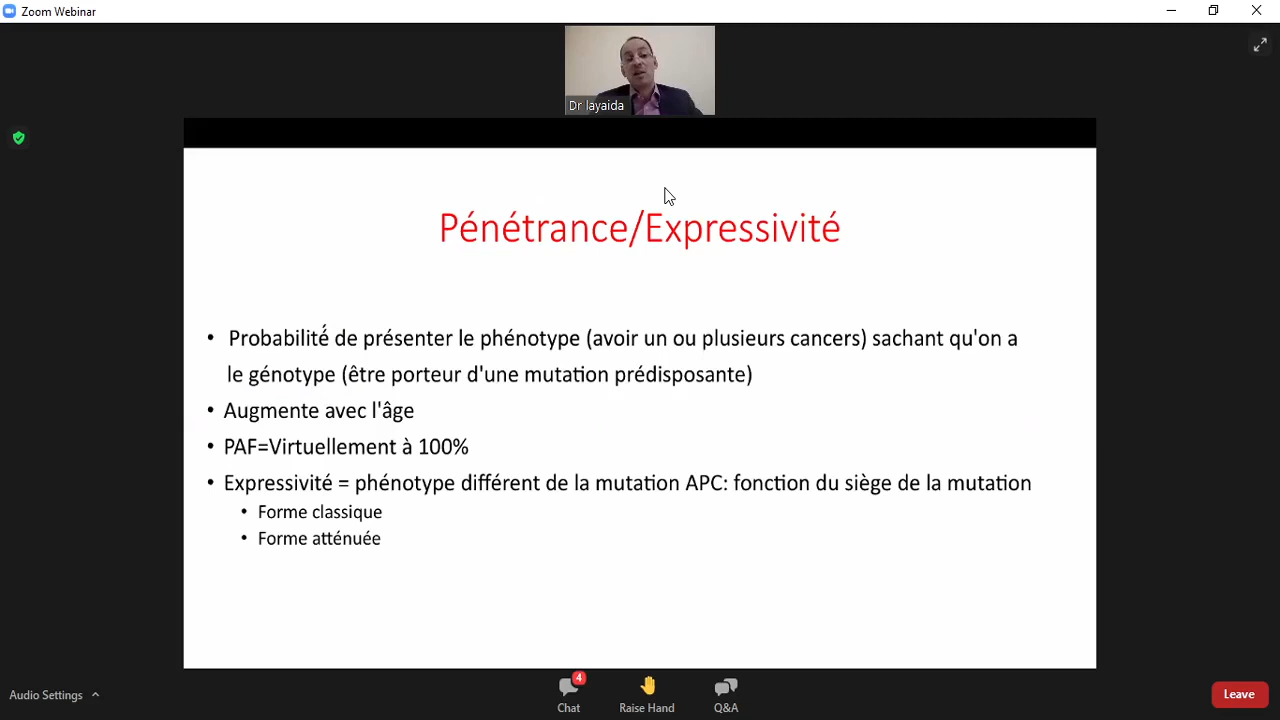 Zoom Webinar
Dr layaida
Pénétrance/Expressivité
• Probabilité́ de présenter le phénotype (avoir un ou plusieurs cancers) sachant qu'on a
le génotype (être porteur d'une mutation prédisposante)
• Augmente avec l'âge
• PAF=Virtuellement à 100%
• Expressivité = phénotype différent de la mutation APC: fonction du siège de la mutation
• Forme classique
• Forme atténuée
Audio Settings
4
Chat
Raise Hand
Q&A
Leave